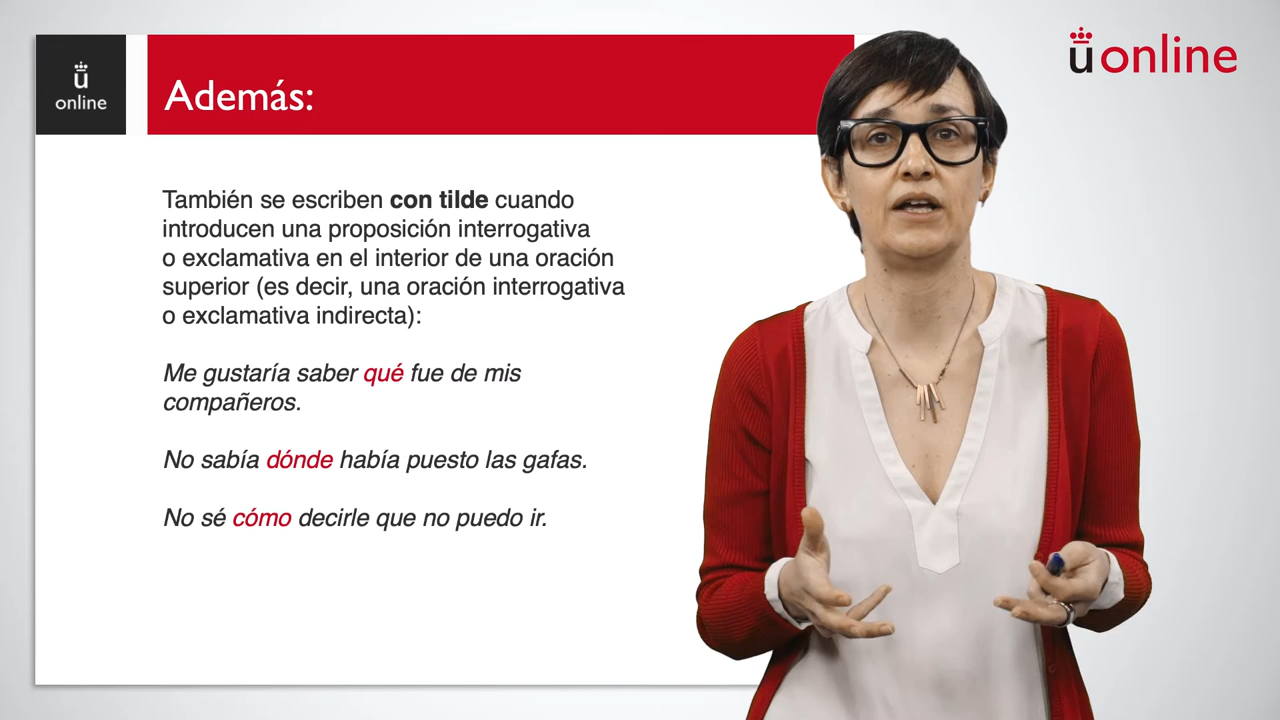 ü
online
Además:
üonline
También se escriben con tilde cuando
introducen una proposición interrogativa
o exclamativa en el interior de una oración
superior (es decir, una oración interrogativa
o exclamativa indirecta):
Me gustaría saber qué fue de mis
compañeros.
No sabía dónde había puesto las gafas.
No sé cómo decirle que no puedo ir.